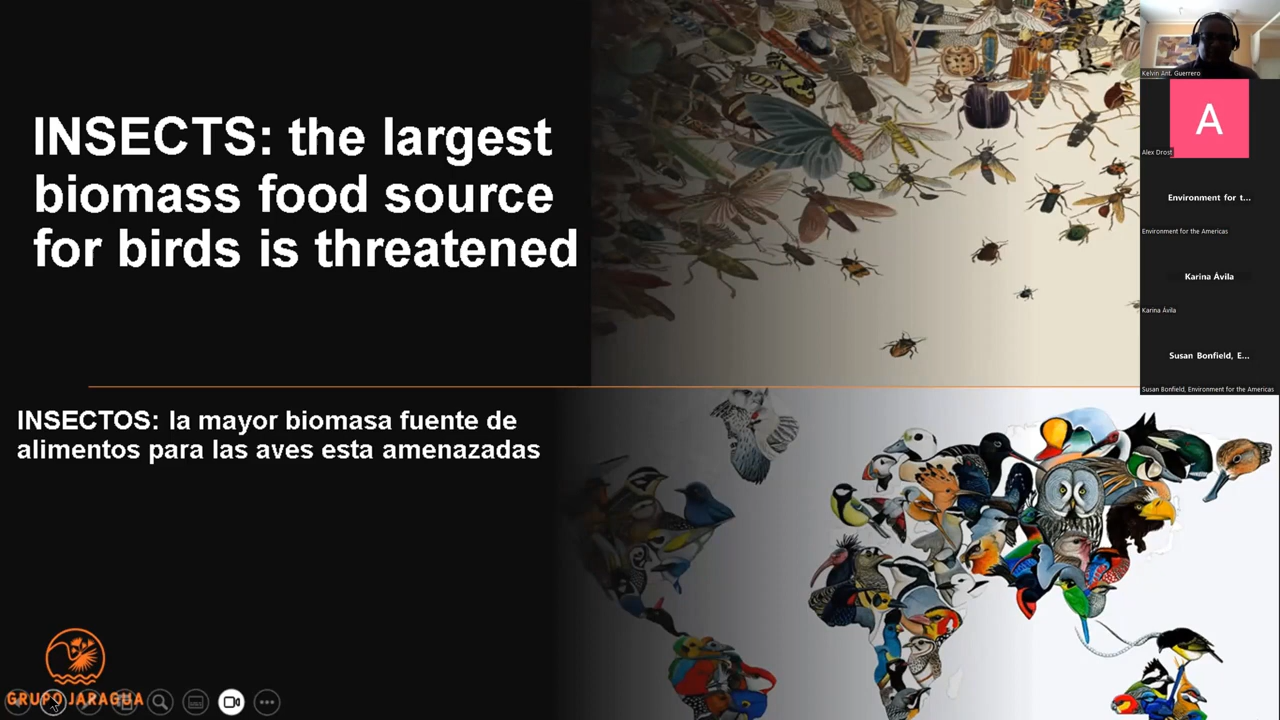 INSECTS: the largest
biomass food source
for birds is threatened
INSECTOS: la mayor biomasa fuente de
alimentos para las aves esta amenazadas
GRUPO JARAGUA
Kelvin Ant. Guerrero
A
Alex Drost
Environment for t...
Environment for the Americas
Karina Ávila
Karina Ávila
Susan Bonfield, E...
Susan Bonfield, Environment for the Americas